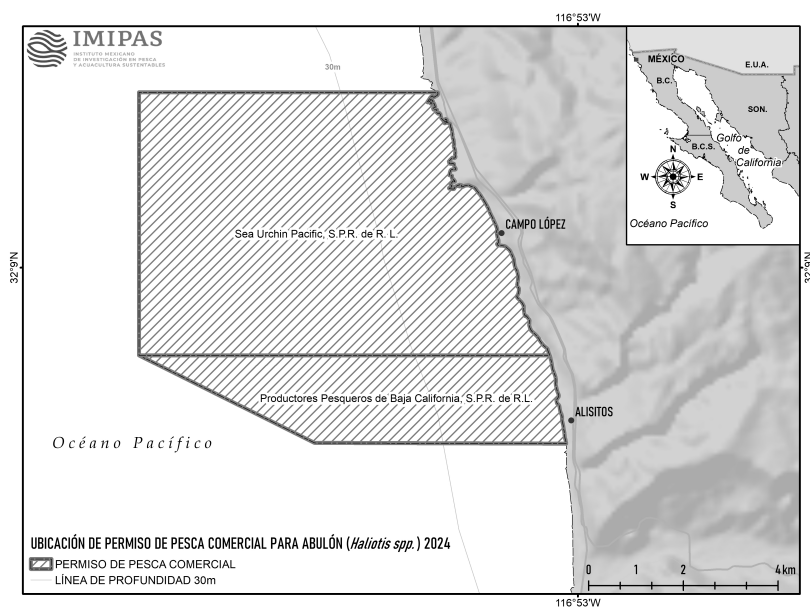 116°53'W
IMIPAS
INSTITUTO MEXICANO
DE INVESTIGACIÓN EN PESCA
Y ACUACULTURA SUSTENTABLES
30m
MÉXICO
E.U.A.
B.C.
SON.
Golfo
de
California
B.C.S.
N
W
E
S
Océano Pacífico
CAMPO LÓPEZ
Sea Urchin Pacific, S.P.R. de R. L.
32°9'N
32°9'N
Productores Pesqueros de Baja California, S.P.R. de R.L.
ALISITOS
Océano Pacífico
UBICACIÓN DE PERMISO DE PESCA COMERCIAL PARA ABULÓN (Haliotis spp.) 2024
PERMISO DE PESCA COMERCIAL
LÍNEA DE PROFUNDIDAD 30m
0 1 2 4 km
116°53'W